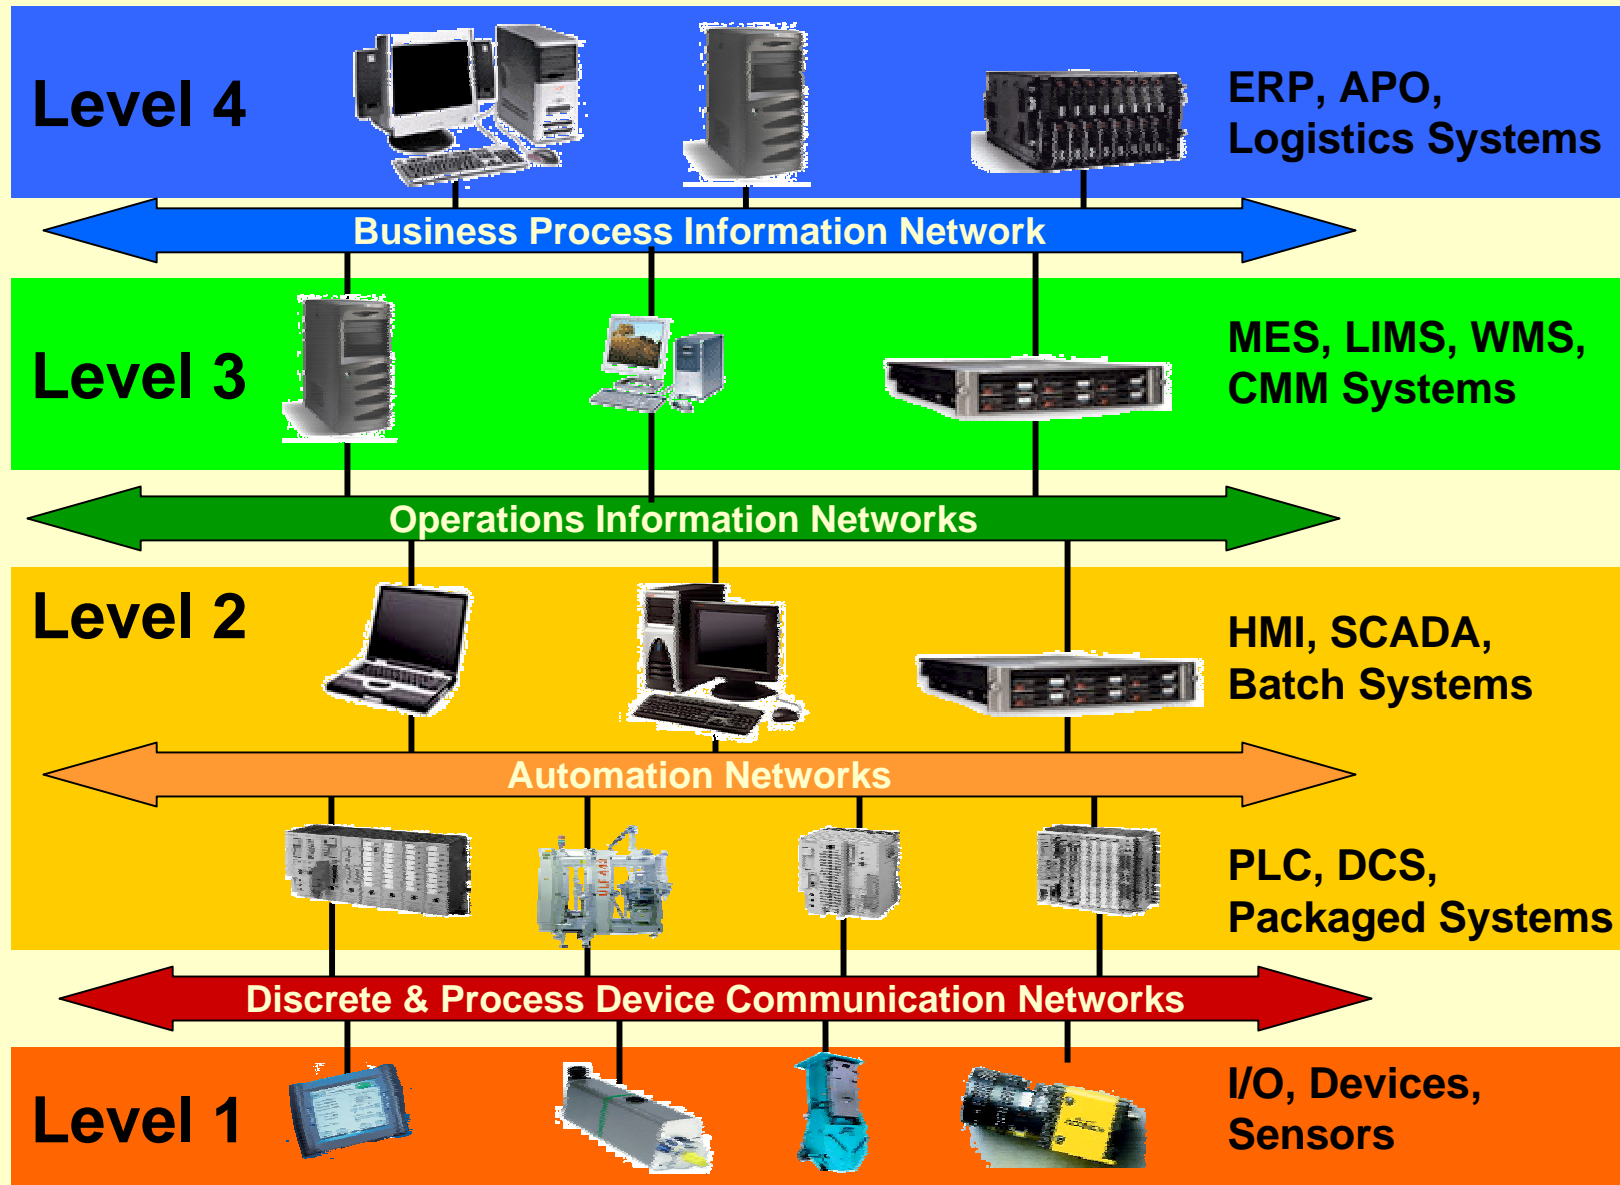 Level 4
ERP, APO,
Logistics Systems
Business Process Information Network
Level 3
MES, LIMS, WMS,
CMM Systems
Operations Information Networks
Level 2
HMI, SCADA,
Batch Systems
Automation Networks
PLC, DCS,
Packaged Systems
Discrete & Process Device Communication Networks
Level 1
I/O, Devices,
Sensors